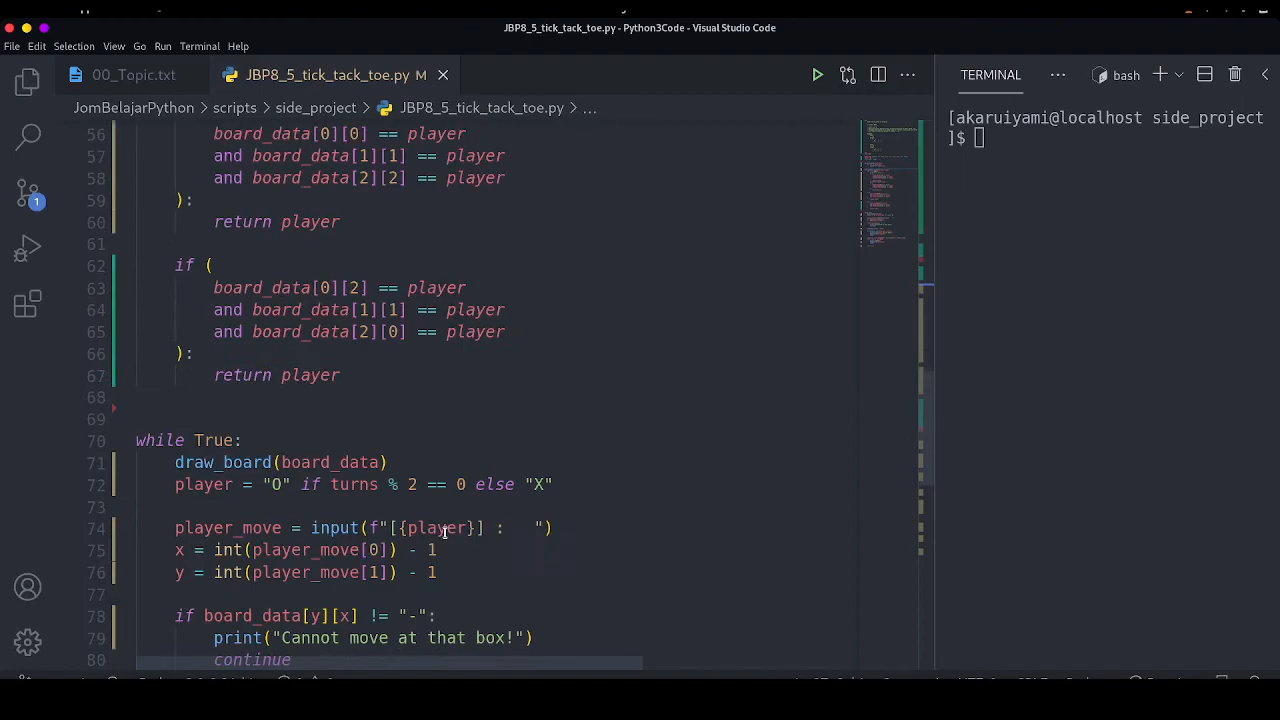 JBP8_5_tick_tack_toe.py - Python3Code - Visual Studio Code
File Edit Selection View Go Run Terminal Help
00_Topic.txt JBP8_5_tick_tack_toe.py M
TERMINAL bash
JomBelajarPython scripts side_project JBP8_5_tick_tack_toe.py ...
[akaruiyami@localhost side_project
]$
1
56 board_data[0][0] == player
57 and board_data[1][1] == player
58 and board_data[2][2] == player
59 ):
60 return player
61
62 if (
63 board_data[0][2] == player
64 and board_data[1][1] == player
65 and board_data[2][0] == player
66 ):
67 return player
68
69
70 while True:
71 draw_board(board_data)
72 player = "O" if turns % 2 == 0 else "X"
73
74 player_move = input(f"[{player}] :   ")
75 x = int(player_move[0]) - 1
76 y = int(player_move[1]) - 1
77
78 if board_data[y][x] != "-":
79 print("Cannot move at that box!")
80 continue